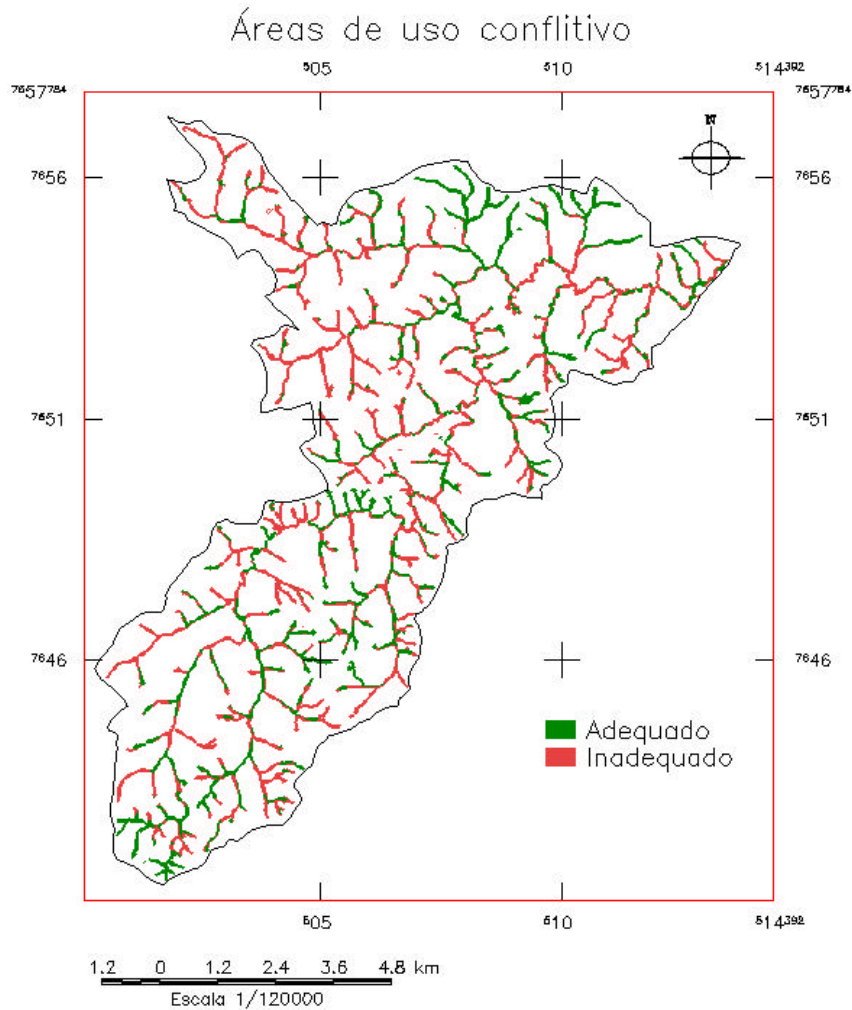 Áreas de uso conflitivo
505 510 514392
7657784 7657784
N
7656 7656
7651 7651
7646 7646
Adequado
Inadequado
505 510 514392
1.2 0 1.2 2.4 3.6 4.8 km
Escala 1/120000